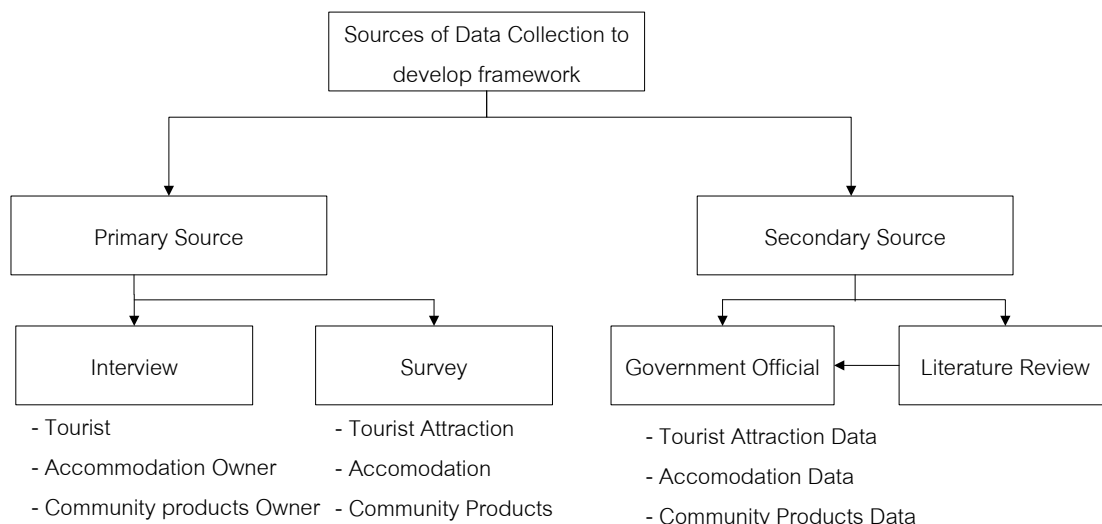 Sources of Data Collection to
develop framework
Primary Source
Secondary Source
Interview
Survey
Government Official
Literature Review
- Tourist
- Accommodation Owner
- Community products Owner
- Tourist Attraction
- Accomodation
- Community Products
- Tourist Attraction Data
- Accomodation Data
- Community Products Data